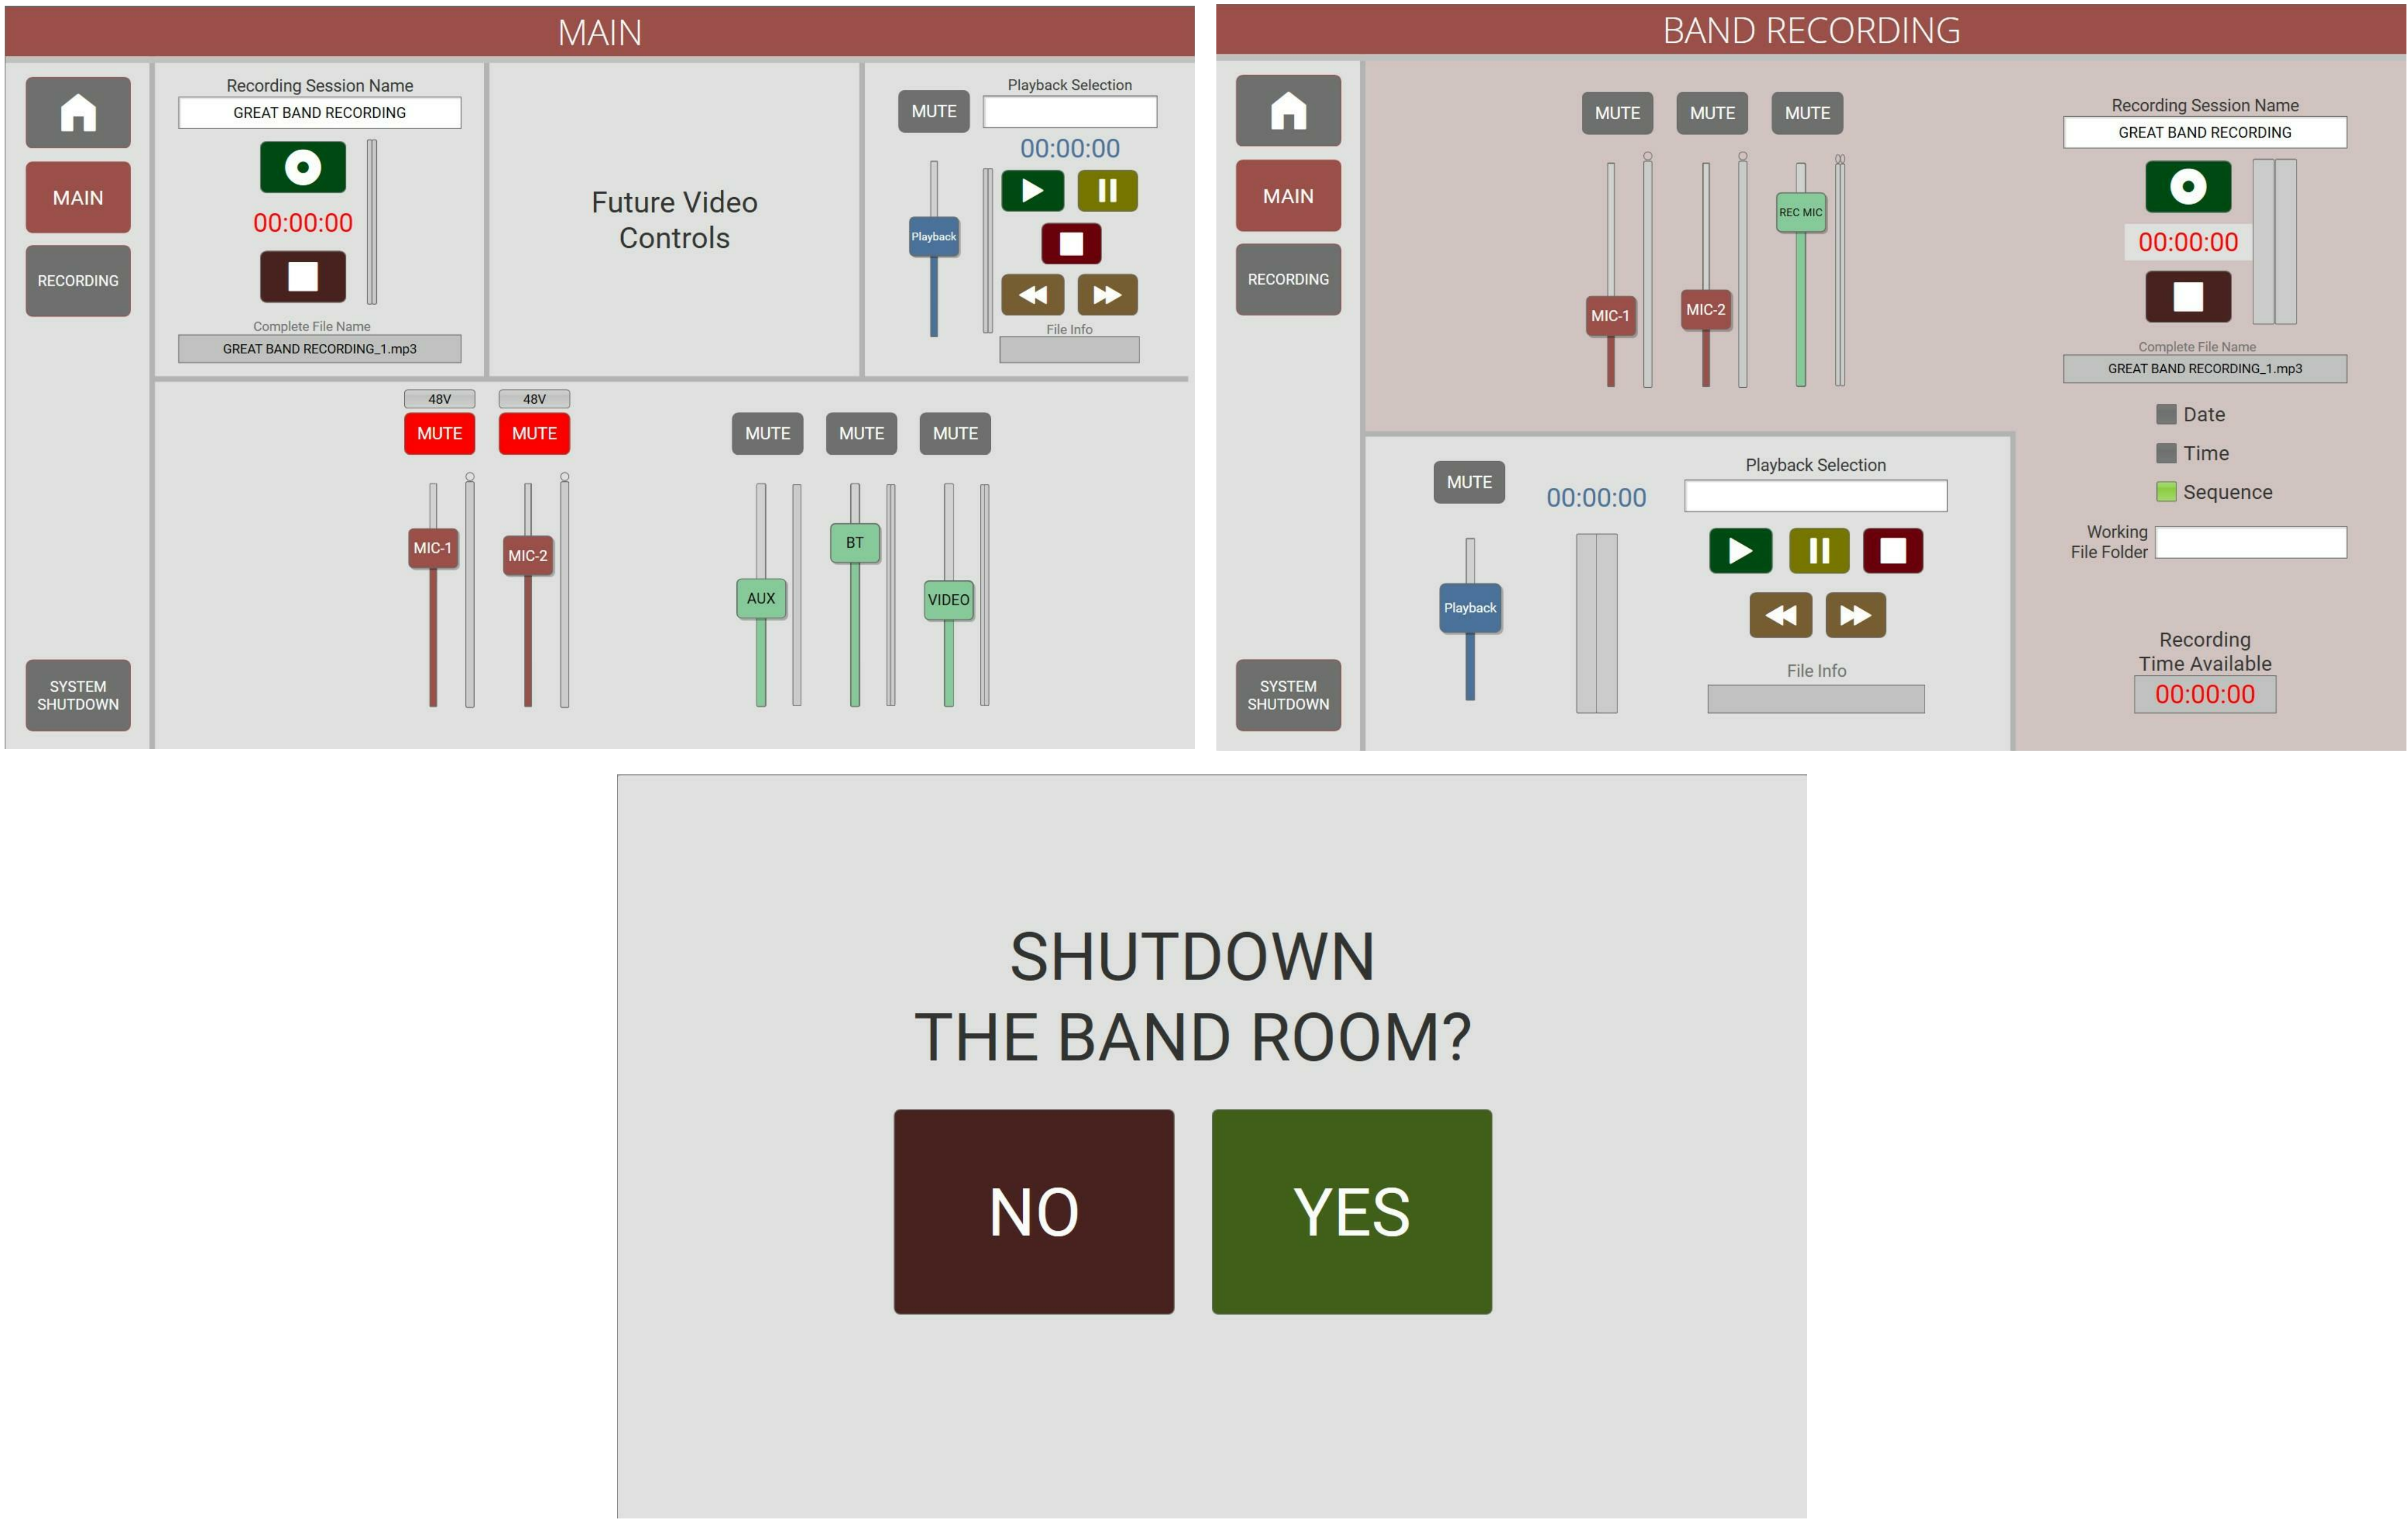 MAIN
Recording Session Name
GREAT BAND RECORDING
MAIN
00:00:00
RECORDING
Complete File Name
GREAT BAND RECORDING_1.mp3
Future Video
Controls
MUTE
Playback Selection
00:00:00
Playback
File Info
48V
48V
MUTE
MUTE
MUTE
MUTE
MUTE
MIC-1
MIC-2
AUX
BT
VIDEO
SYSTEM
SHUTDOWN
BAND RECORDING
MAIN
RECORDING
SYSTEM
SHUTDOWN
MUTE
MUTE
MUTE
MIC-1
MIC-2
REC MIC
Recording Session Name
GREAT BAND RECORDING
00:00:00
Complete File Name
GREAT BAND RECORDING_1.mp3
Date
Time
Sequence
Working
File Folder
Recording
Time Available
00:00:00
MUTE
00:00:00
Playback Selection
Playback
File Info
SHUTDOWN
THE BAND ROOM?
NO
YES